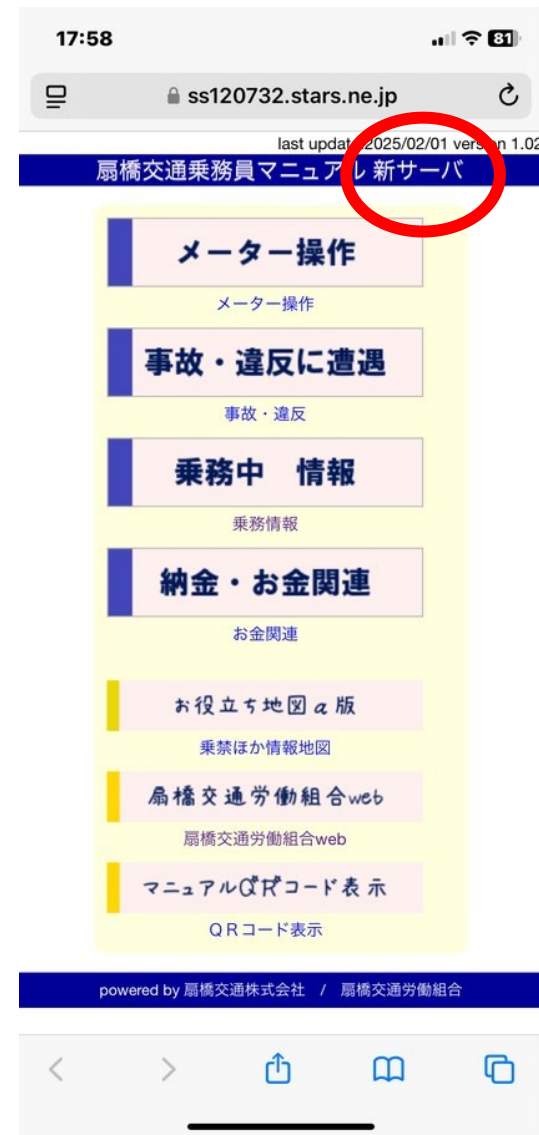 17:58
81
ss120732.stars.ne.jp
last update 2025/02/01 version 1.02
扇橋交通乗務員マニュアル 新サーバ
メーター操作
メーター操作
事故・違反に遭遇
事故・違反
乗務中 情報
乗務情報
納金・お金関連
お金関連
お役立ち地図α版
乗禁ほか情報地図
扇橋交通労働組合web
扇橋交通労働組合web
マニュアルQRコード表示
QRコード表示
powered by 扇橋交通株式会社 / 扇橋交通労働組合